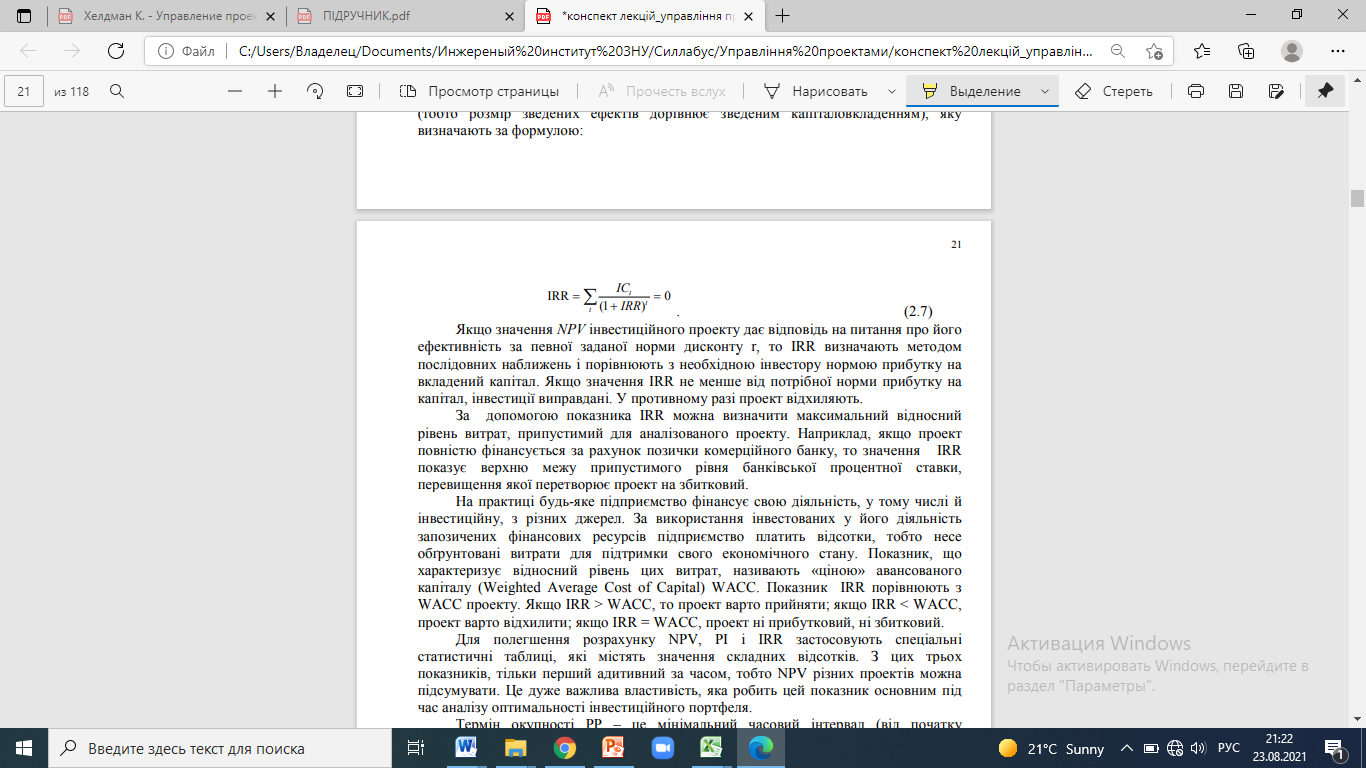 Хелдман К. - Управление прое
ПІДРУЧНИК.pdf
*конспект лекцій_управління п
Файл
C:/Users/Владелец/Documents/Инжереный%20институт%20ЗНУ/Силлабус/Управління%20проектами/конспект%20лекцій_управлін...
21 из 118
Просмотр страницы
Прочесть вслух
Нарисовать
Выделение
Стереть
(тобто розмір зведених ефектів дорівнює зведеним капіталовкладенням), яку
визначають за формулою:
21
IRR = ∑t ICt / (1 + IRR)^t = 0 . (2.7)
Якщо значення NPV інвестиційного проекту дає відповідь на питання про його
ефективність за певної заданої норми дисконту r, то IRR визначають методом
послідовних наближень і порівнюють з необхідною інвестору нормою прибутку на
вкладений капітал. Якщо значення IRR не менше від потрібної норми прибутку на
капітал, інвестиції виправдані. У противному разі проект відхиляють.
За допомогою показника IRR можна визначити максимальний відносний
рівень витрат, припустимий для аналізованого проекту. Наприклад, якщо проект
повністю фінансується за рахунок позички комерційного банку, то значення IRR
показує верхню межу припустимого рівня банківської процентної ставки,
перевищення якої перетворює проект на збитковий.
На практиці будь-яке підприємство фінансує свою діяльність, у тому числі й
інвестиційну, з різних джерел. За використання інвестованих у його діяльність
запозичених фінансових ресурсів підприємство платить відсотки, тобто несе
обґрунтовані витрати для підтримки свого економічного стану. Показник, що
характеризує відносний рівень цих витрат, називають «ціною» авансованого
капіталу (Weighted Average Cost of Capital) WACC. Показник IRR порівнюють з
WACC проекту. Якщо IRR > WACC, то проект варто прийняти; якщо IRR < WACC,
проект варто відхилити; якщо IRR = WACC, проект ні прибутковий, ні збитковий.
Для полегшення розрахунку NPV, PI і IRR застосовують спеціальні
статистичні таблиці, які містять значення складних відсотків. З цих трьох
показників, тільки перший адитивний за часом, тобто NPV різних проектів можна
підсумувати. Це дуже важлива властивість, яка робить цей показник основним під
час аналізу оптимальності інвестиційного портфеля.
Термін окупності РР – це мінімальний часовий інтервал (від початку
Активация Windows
Чтобы активировать Windows, перейдите в
раздел "Параметры".
Введите здесь текст для поиска
21°C Sunny
РУС
21:22
23.08.2021
1